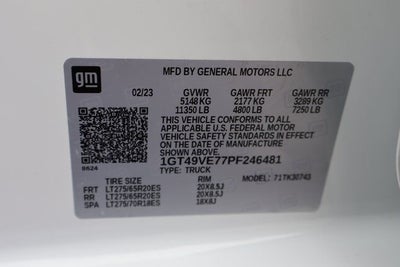 gm
MFD BY GENERAL MOTORS LLC
02/23 GVWR GAWR FRT GAWR RR
5148 KG 2177 KG 3289 KG
11350 LB 4800 LB 7250 LB
THIS VEHICLE CONFORMS TO ALL
APPLICABLE U.S. FEDERAL MOTOR
VEHICLE SAFETY STANDARDS IN EFFECT
ON THE DATE OF MANUFACTURE SHOWN ABOVE.
1GT49VE77PF246481
TYPE: TRUCK MODEL: 71TK30743
8624
TIRE SIZE RIM
FRT LT275/65R20ES 20X8.5J
RR LT275/65R20ES 20X8.5J
SPA LT275/70R18ES 18X8J